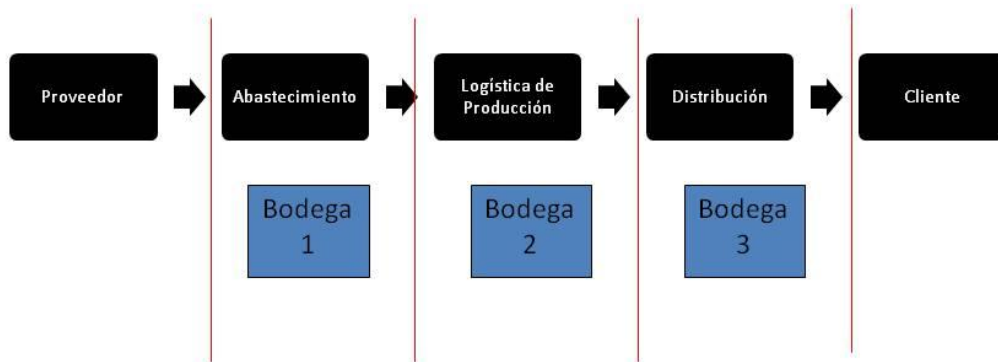 Proveedor
Abastecimiento
Logística de
Producción
Distribución
Cliente
Bodega
1
Bodega
2
Bodega
3